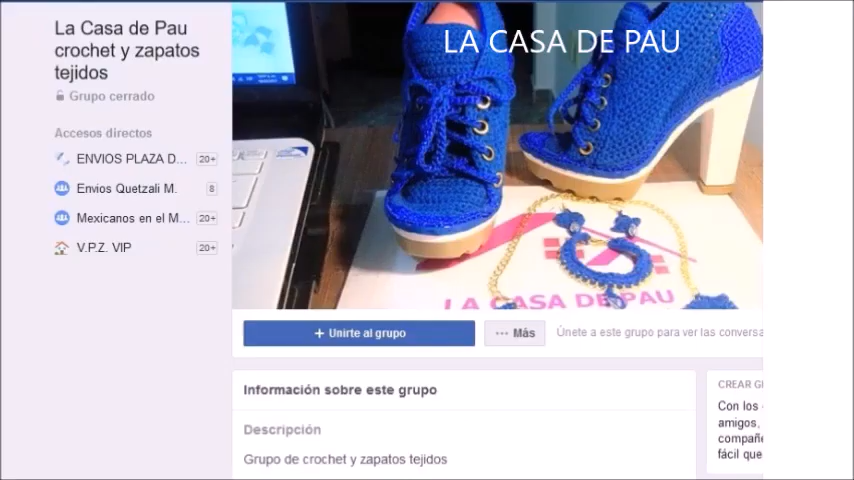 La Casa de Pau
crochet y zapatos
tejidos
Grupo cerrado
Accesos directos
ENVIOS PLAZA D... 20+
Envios Quetzali M. 8
Mexicanos en el M... 20+
V.P.Z. VIP 20+
LA CASA DE PAU
LA CASA DE PAU
+ Unirte al grupo
··· Más
Únete a este grupo para ver las conversa
Información sobre este grupo
Descripción
Grupo de crochet y zapatos tejidos
CREAR G
Con los
amigos,
compañe
fácil que